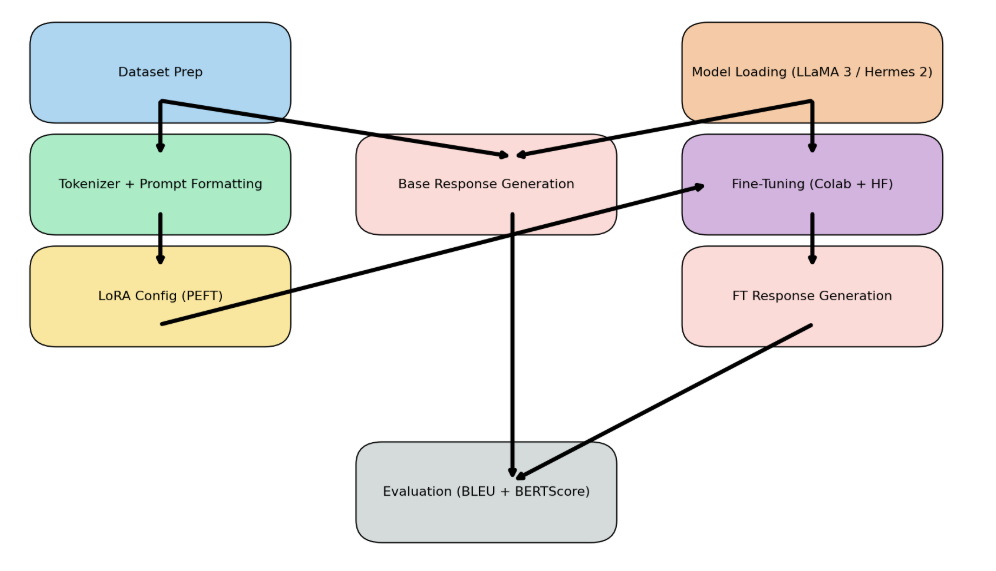 Dataset Prep
Model Loading (LLaMA 3 / Hermes 2)
Tokenizer + Prompt Formatting
Base Response Generation
Fine-Tuning (Colab + HF)
LoRA Config (PEFT)
FT Response Generation
Evaluation (BLEU + BERTScore)